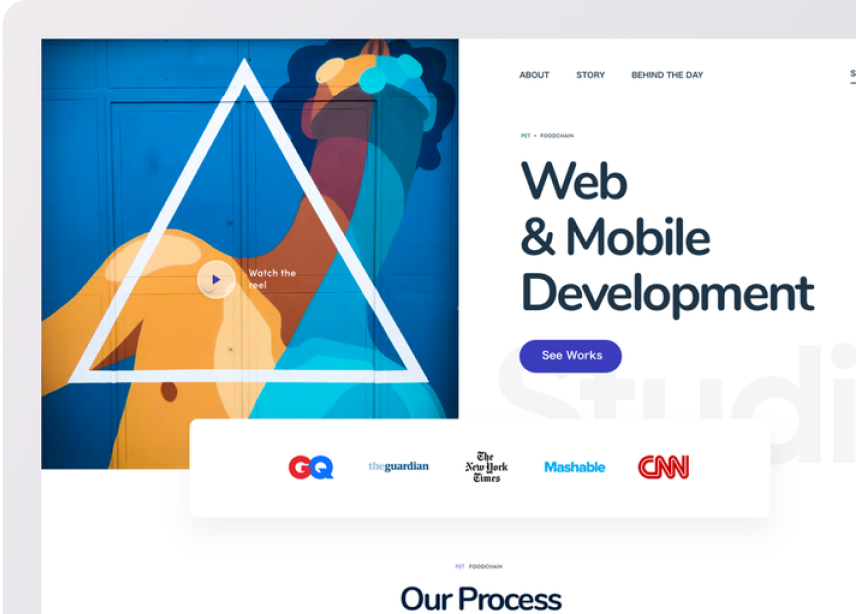 ABOUT STORY BEHIND THE DAY S
PET • FOODCHAIN
Web
& Mobile
Development
Watch the
reel
See Works
Studi
GQ
theguardian
The
New York
Times
Mashable
CNN
PET FOODCHAIN
Our Process